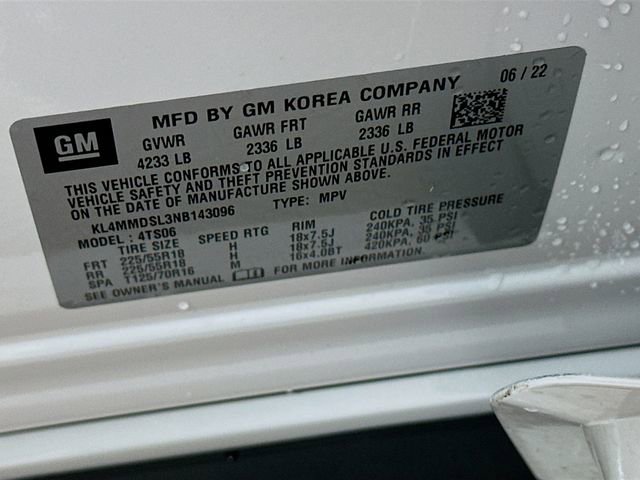 GM
MFD BY GM KOREA COMPANY 06 / 22
GVWR GAWR FRT GAWR RR
4233 LB 2336 LB 2336 LB
THIS VEHICLE CONFORMS TO ALL APPLICABLE U.S. FEDERAL MOTOR
VEHICLE SAFETY AND THEFT PREVENTION STANDARDS IN EFFECT
ON THE DATE OF MANUFACTURE SHOWN ABOVE.
KL4MMDSL3NB143096 TYPE: MPV
MODEL : 4TS06
TIRE SIZE SPEED RTG RIM COLD TIRE PRESSURE
FRT 225/55R18 H 18x7.5J 240KPA, 35 PSI
RR 225/55R18 H 18x7.5J 240KPA, 35 PSI
SPA T125/70R16 M 16x4.0BT 420KPA, 60 PSI
SEE OWNER'S MANUAL FOR MORE INFORMATION.